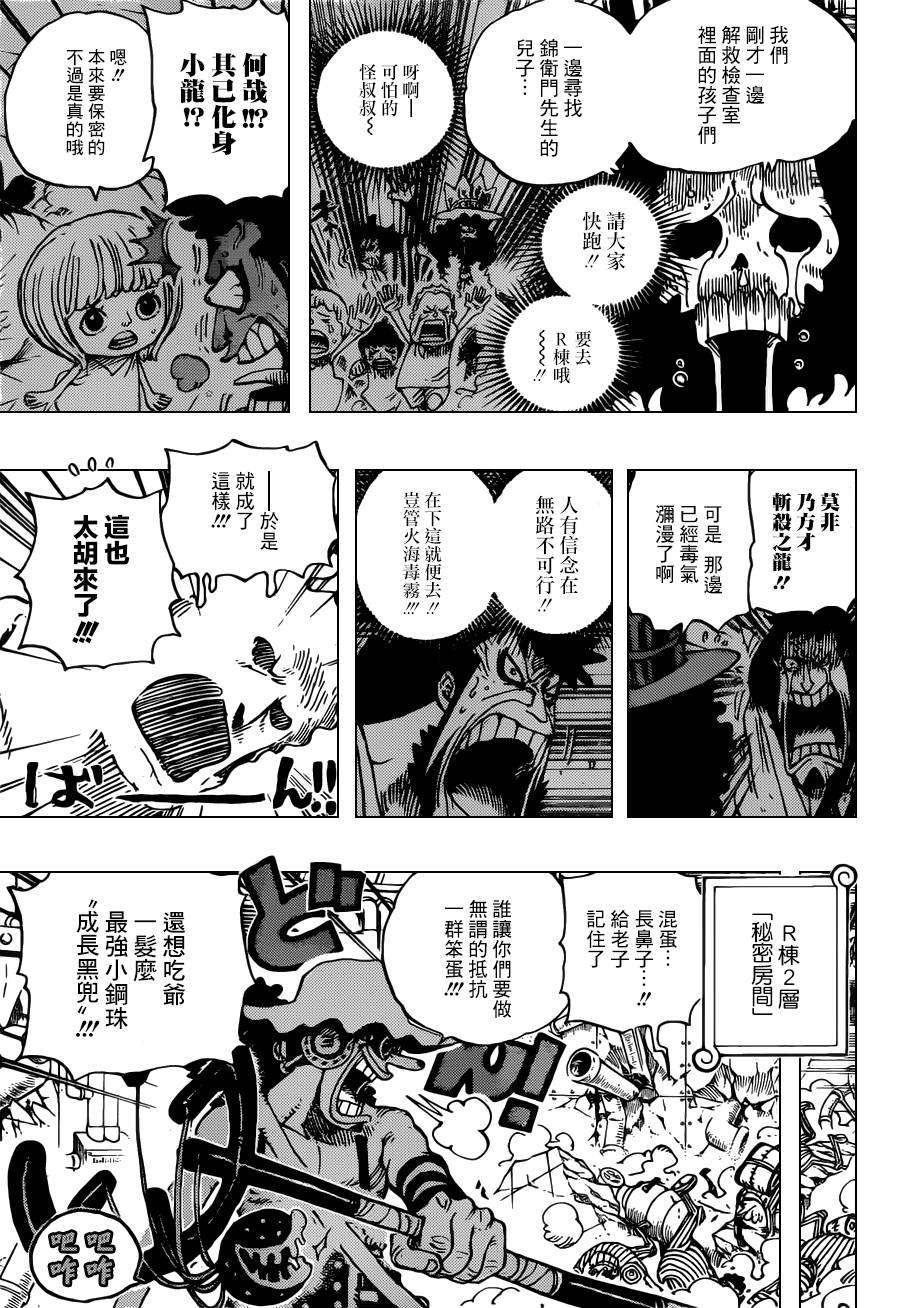 我們
剛才一邊
解救檢查室
裡面的孩子們
一邊尋找
錦衛門先生的
兒子…
請大家
快跑!!
要去
R棟哦
~~~!!
呀啊—
可怕的
怪叔叔~
何哉!!?
其已化身
小龍!?
嗯!!
本來要保密的
不過是真的哦
莫非
乃方才
斬殺之龍!!
可是 那邊
已經毒氣
瀰漫了啊
人有信念在
無路不可行!!
在下這就便去!!
豈管火海毒霧!!!
——於是
就成了
這樣!!!
這也
太胡來了!!!
ばーん!!
R棟2層
「秘密房間」
混蛋…
長鼻子…!!
給老子
記住了
誰讓你們要做
無謂的抵抗
一群笨蛋!!!
還想吃爺
一髮麼
最強小鋼珠
〝成長黑兜〞!!!
どん!
吧吧
咋咋